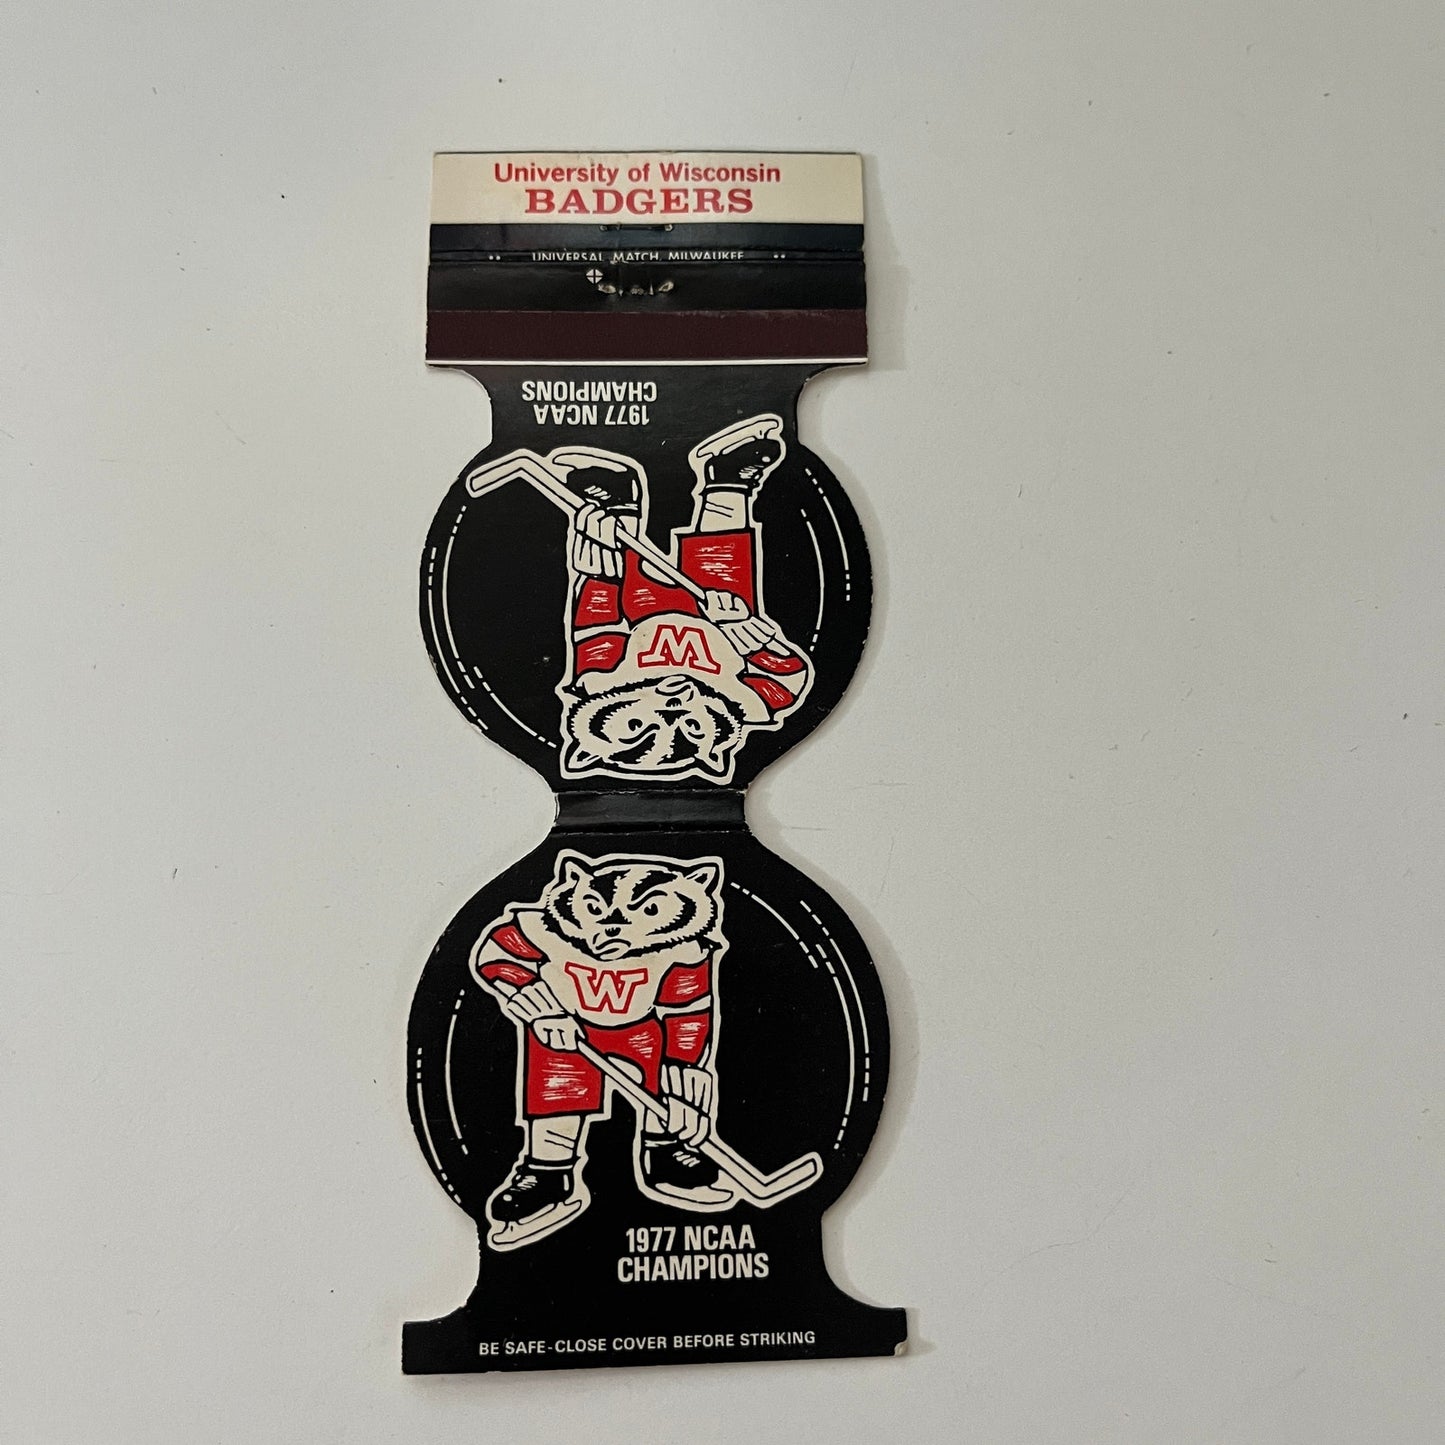 University of Wisconsin
BADGERS
UNIVERSAL MATCH, MILWAUKEE
1977 NCAA
CHAMPIONS
W
W
1977 NCAA
CHAMPIONS
BE SAFE-CLOSE COVER BEFORE STRIKING